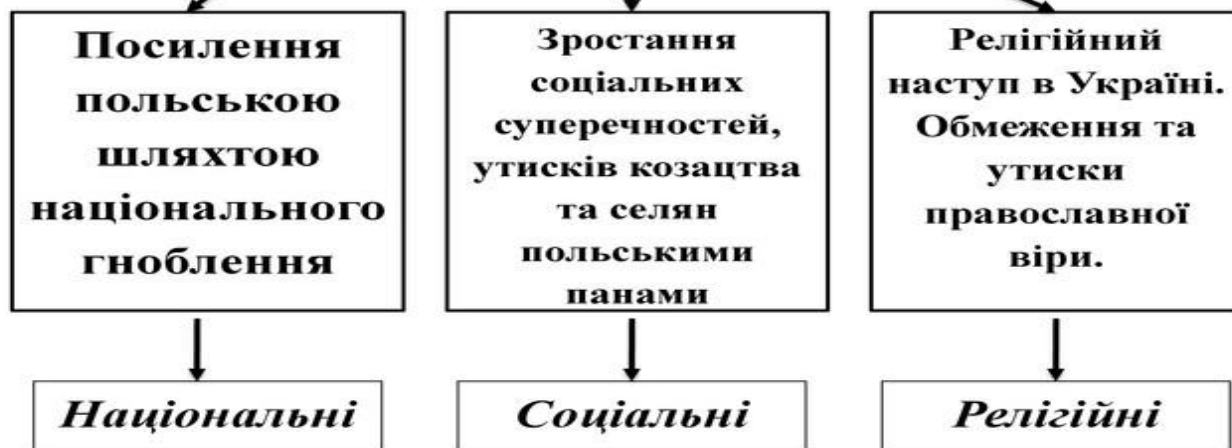 Посилення
польською
шляхтою
національного
гноблення
Зростання
соціальних
суперечностей,
утисків козацтва
та селян
польськими
панами
Релігійний
наступ в Україні.
Обмеження та
утиски
православної
віри.
Національні
Соціальні
Релігійні